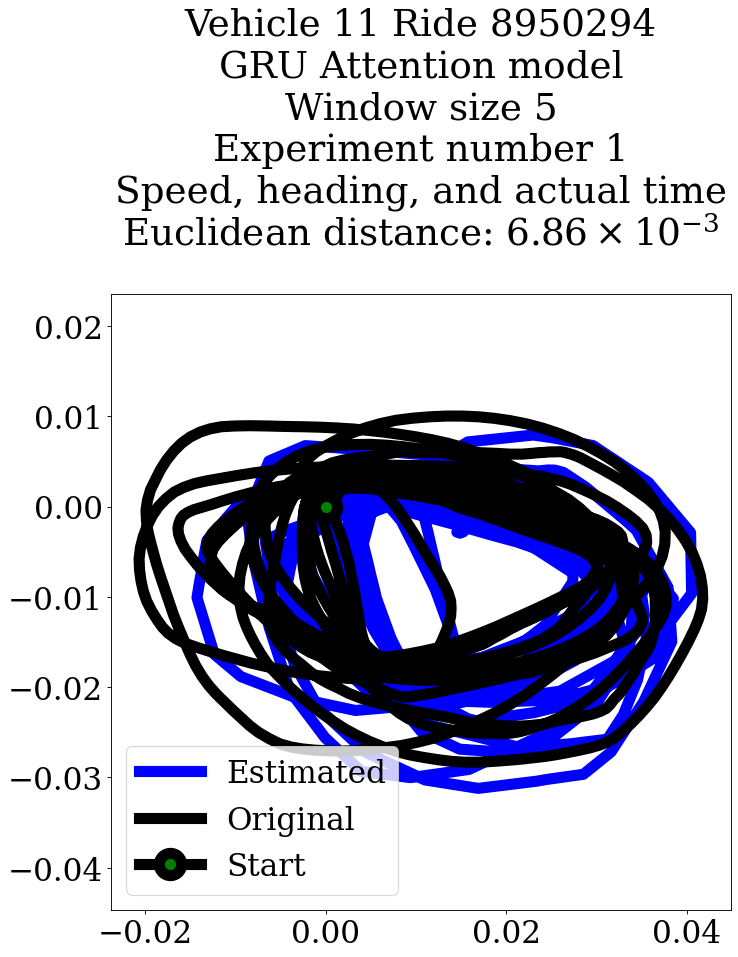 Vehicle 11 Ride 8950294
GRU Attention model
Window size 5
Experiment number 1
Speed, heading, and actual time
Euclidean distance: 6.86 × 10⁻³
0.02
0.01
0.00
−0.01
−0.02
−0.03
−0.04
Estimated
Original
Start
−0.02 0.00 0.02 0.04